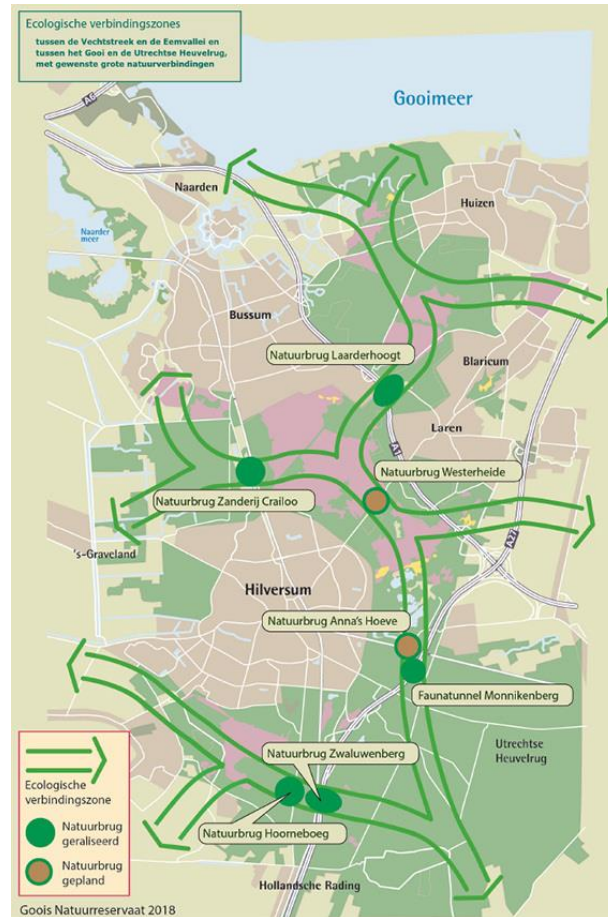 Ecologische verbindingszones
tussen de Vechtstreek en de Eemvallei en
tussen het Gooi en de Utrechtse Heuvelrug,
met gewenste grote natuurverbindingen
A6
Gooimeer
Naarden
Huizen
Naarder
meer
Bussum
Natuurbrug Laarderhoogt
Blaricum
Laren
A1
Natuurbrug Westerheide
Natuurbrug Zanderij Crailoo
A27
's-Graveland
Hilversum
Natuurbrug Anna's Hoeve
Faunatunnel Monnikenberg
Utrechtse
Heuvelrug
Natuurbrug Zwaluwenberg
Natuurbrug Hoorneboeg
Hollandsche Rading
Ecologische
verbindingszone
Natuurbrug
geraliseerd
Natuurbrug
gepland
Goois Natuurreservaat 2018